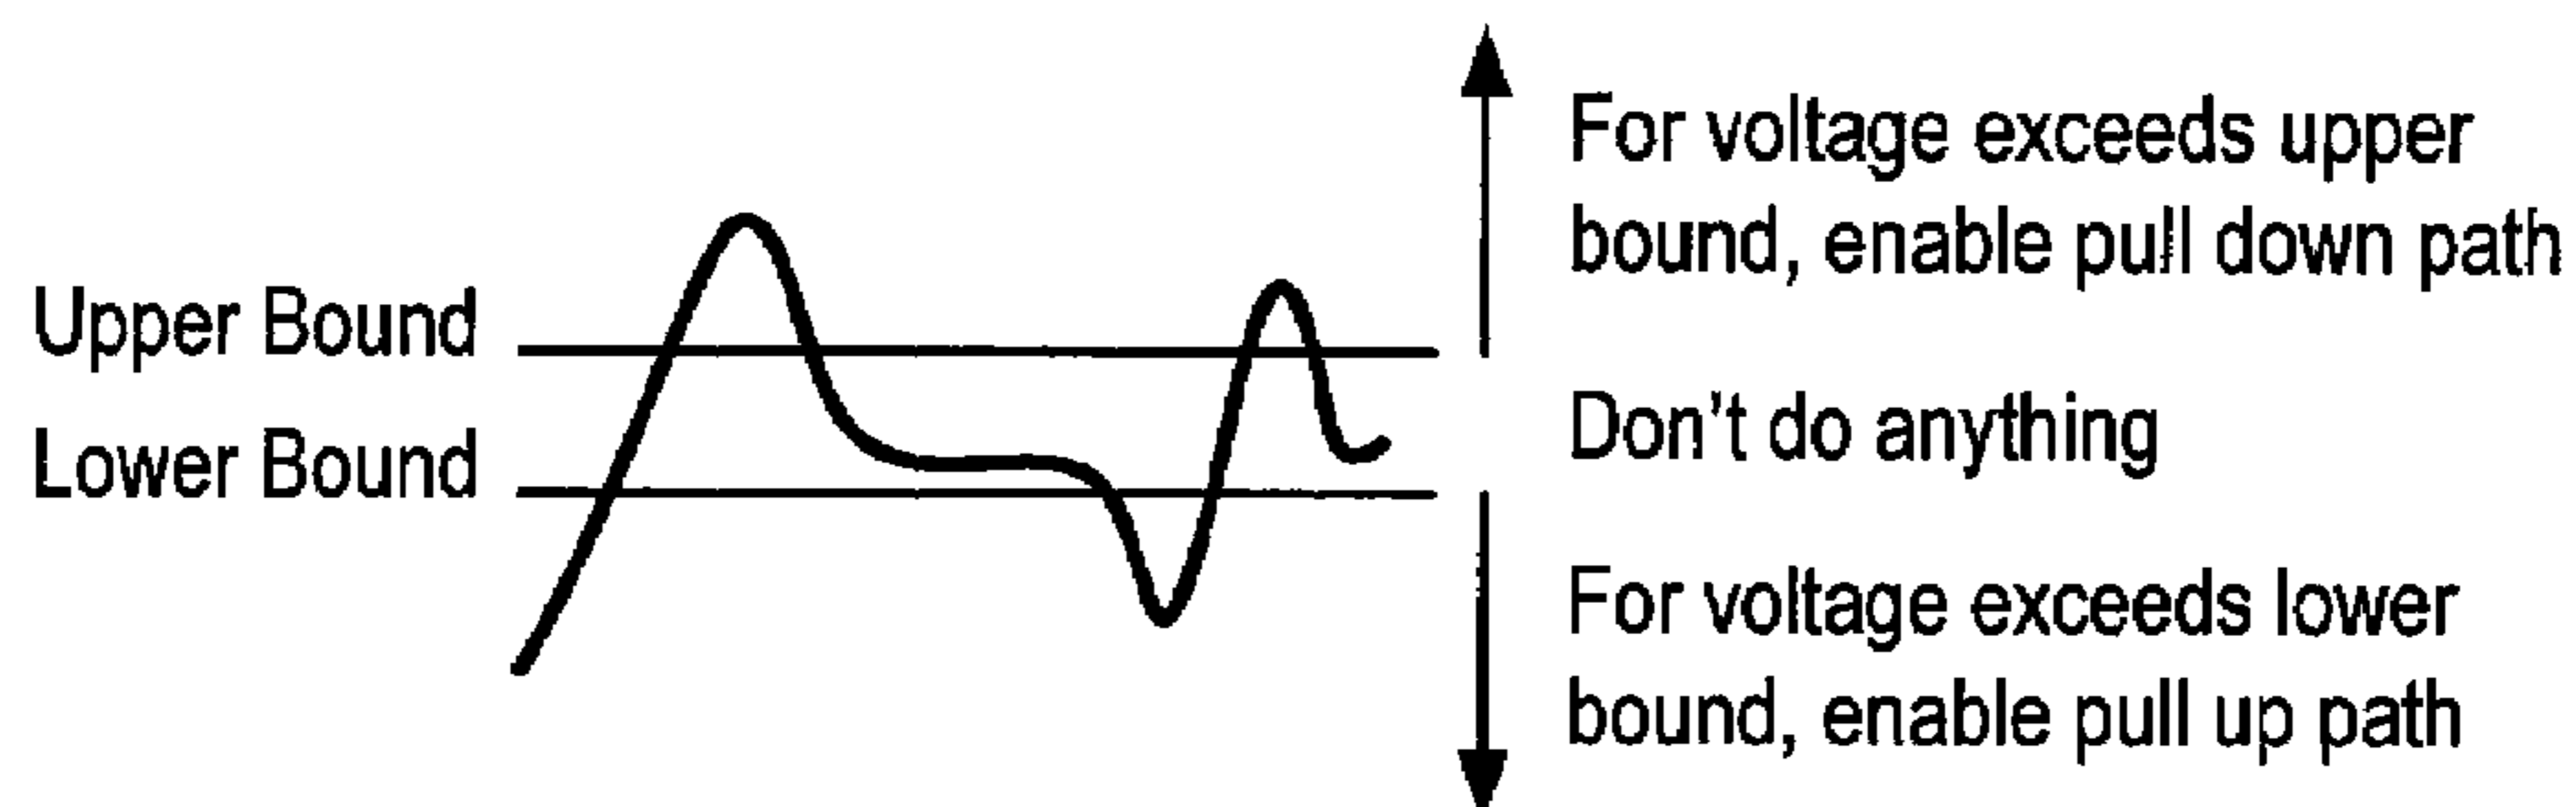 For voltage exceeds upper
bound, enable pull down path
Upper Bound
Don't do anything
Lower Bound
For voltage exceeds lower
bound, enable pull up path